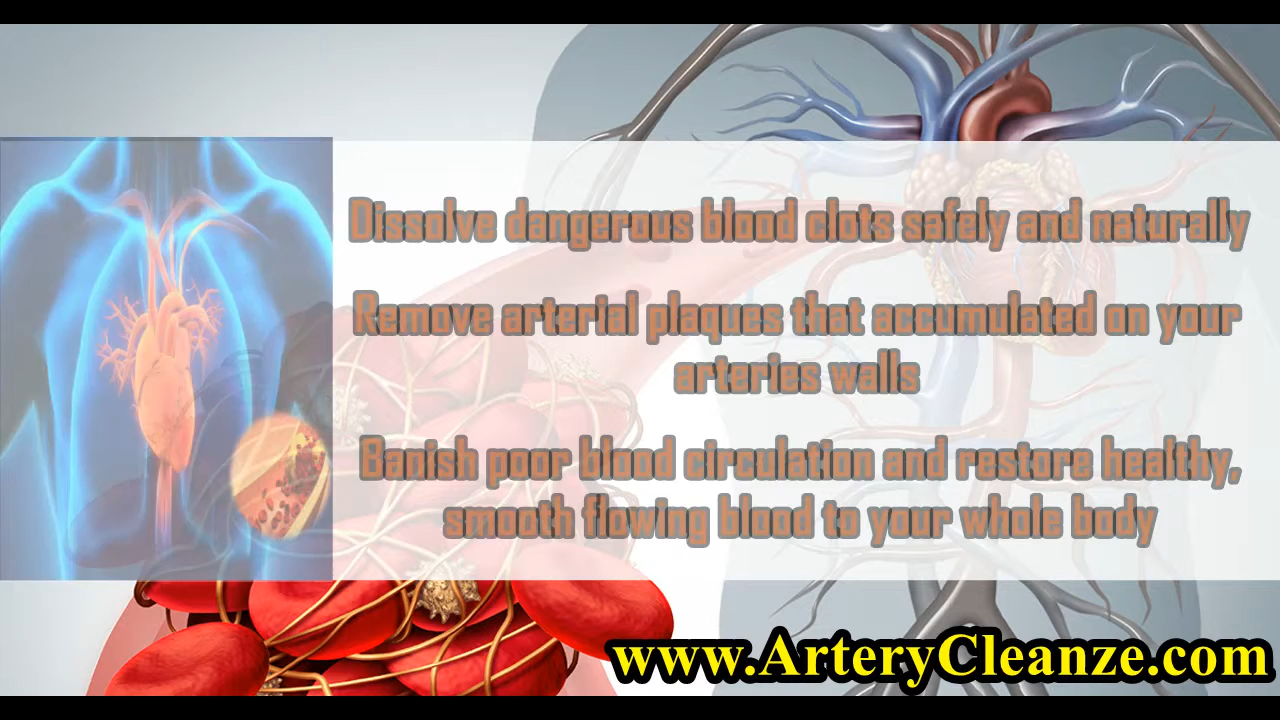 Dissolve dangerous blood clots safely and naturally
Remove arterial plaques that accumulated on your
arteries walls
Banish poor blood circulation and restore healthy,
smooth flowing blood to your whole body
www.ArteryCleanze.com